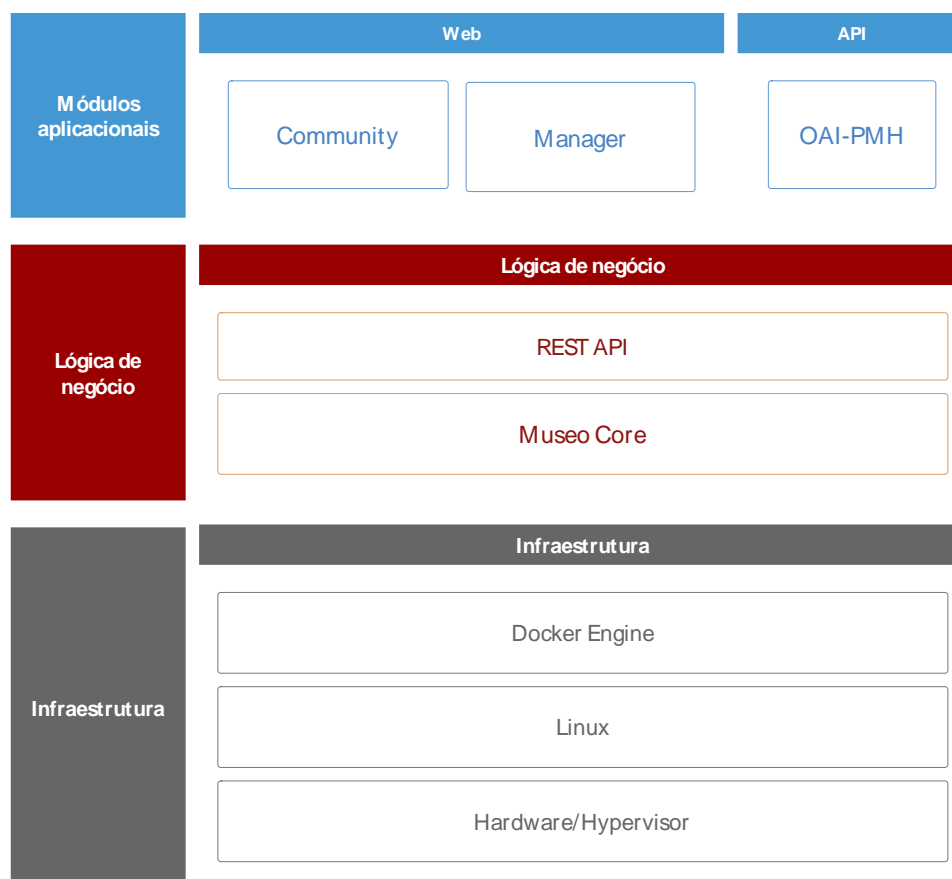 Web
API
Módulos
aplicacionais
Community
Manager
OAI-PMH
Lógica de negócio
Lógica de
negócio
REST API
Museo Core
Infraestrutura
Infraestrutura
Docker Engine
Linux
Hardware/Hypervisor